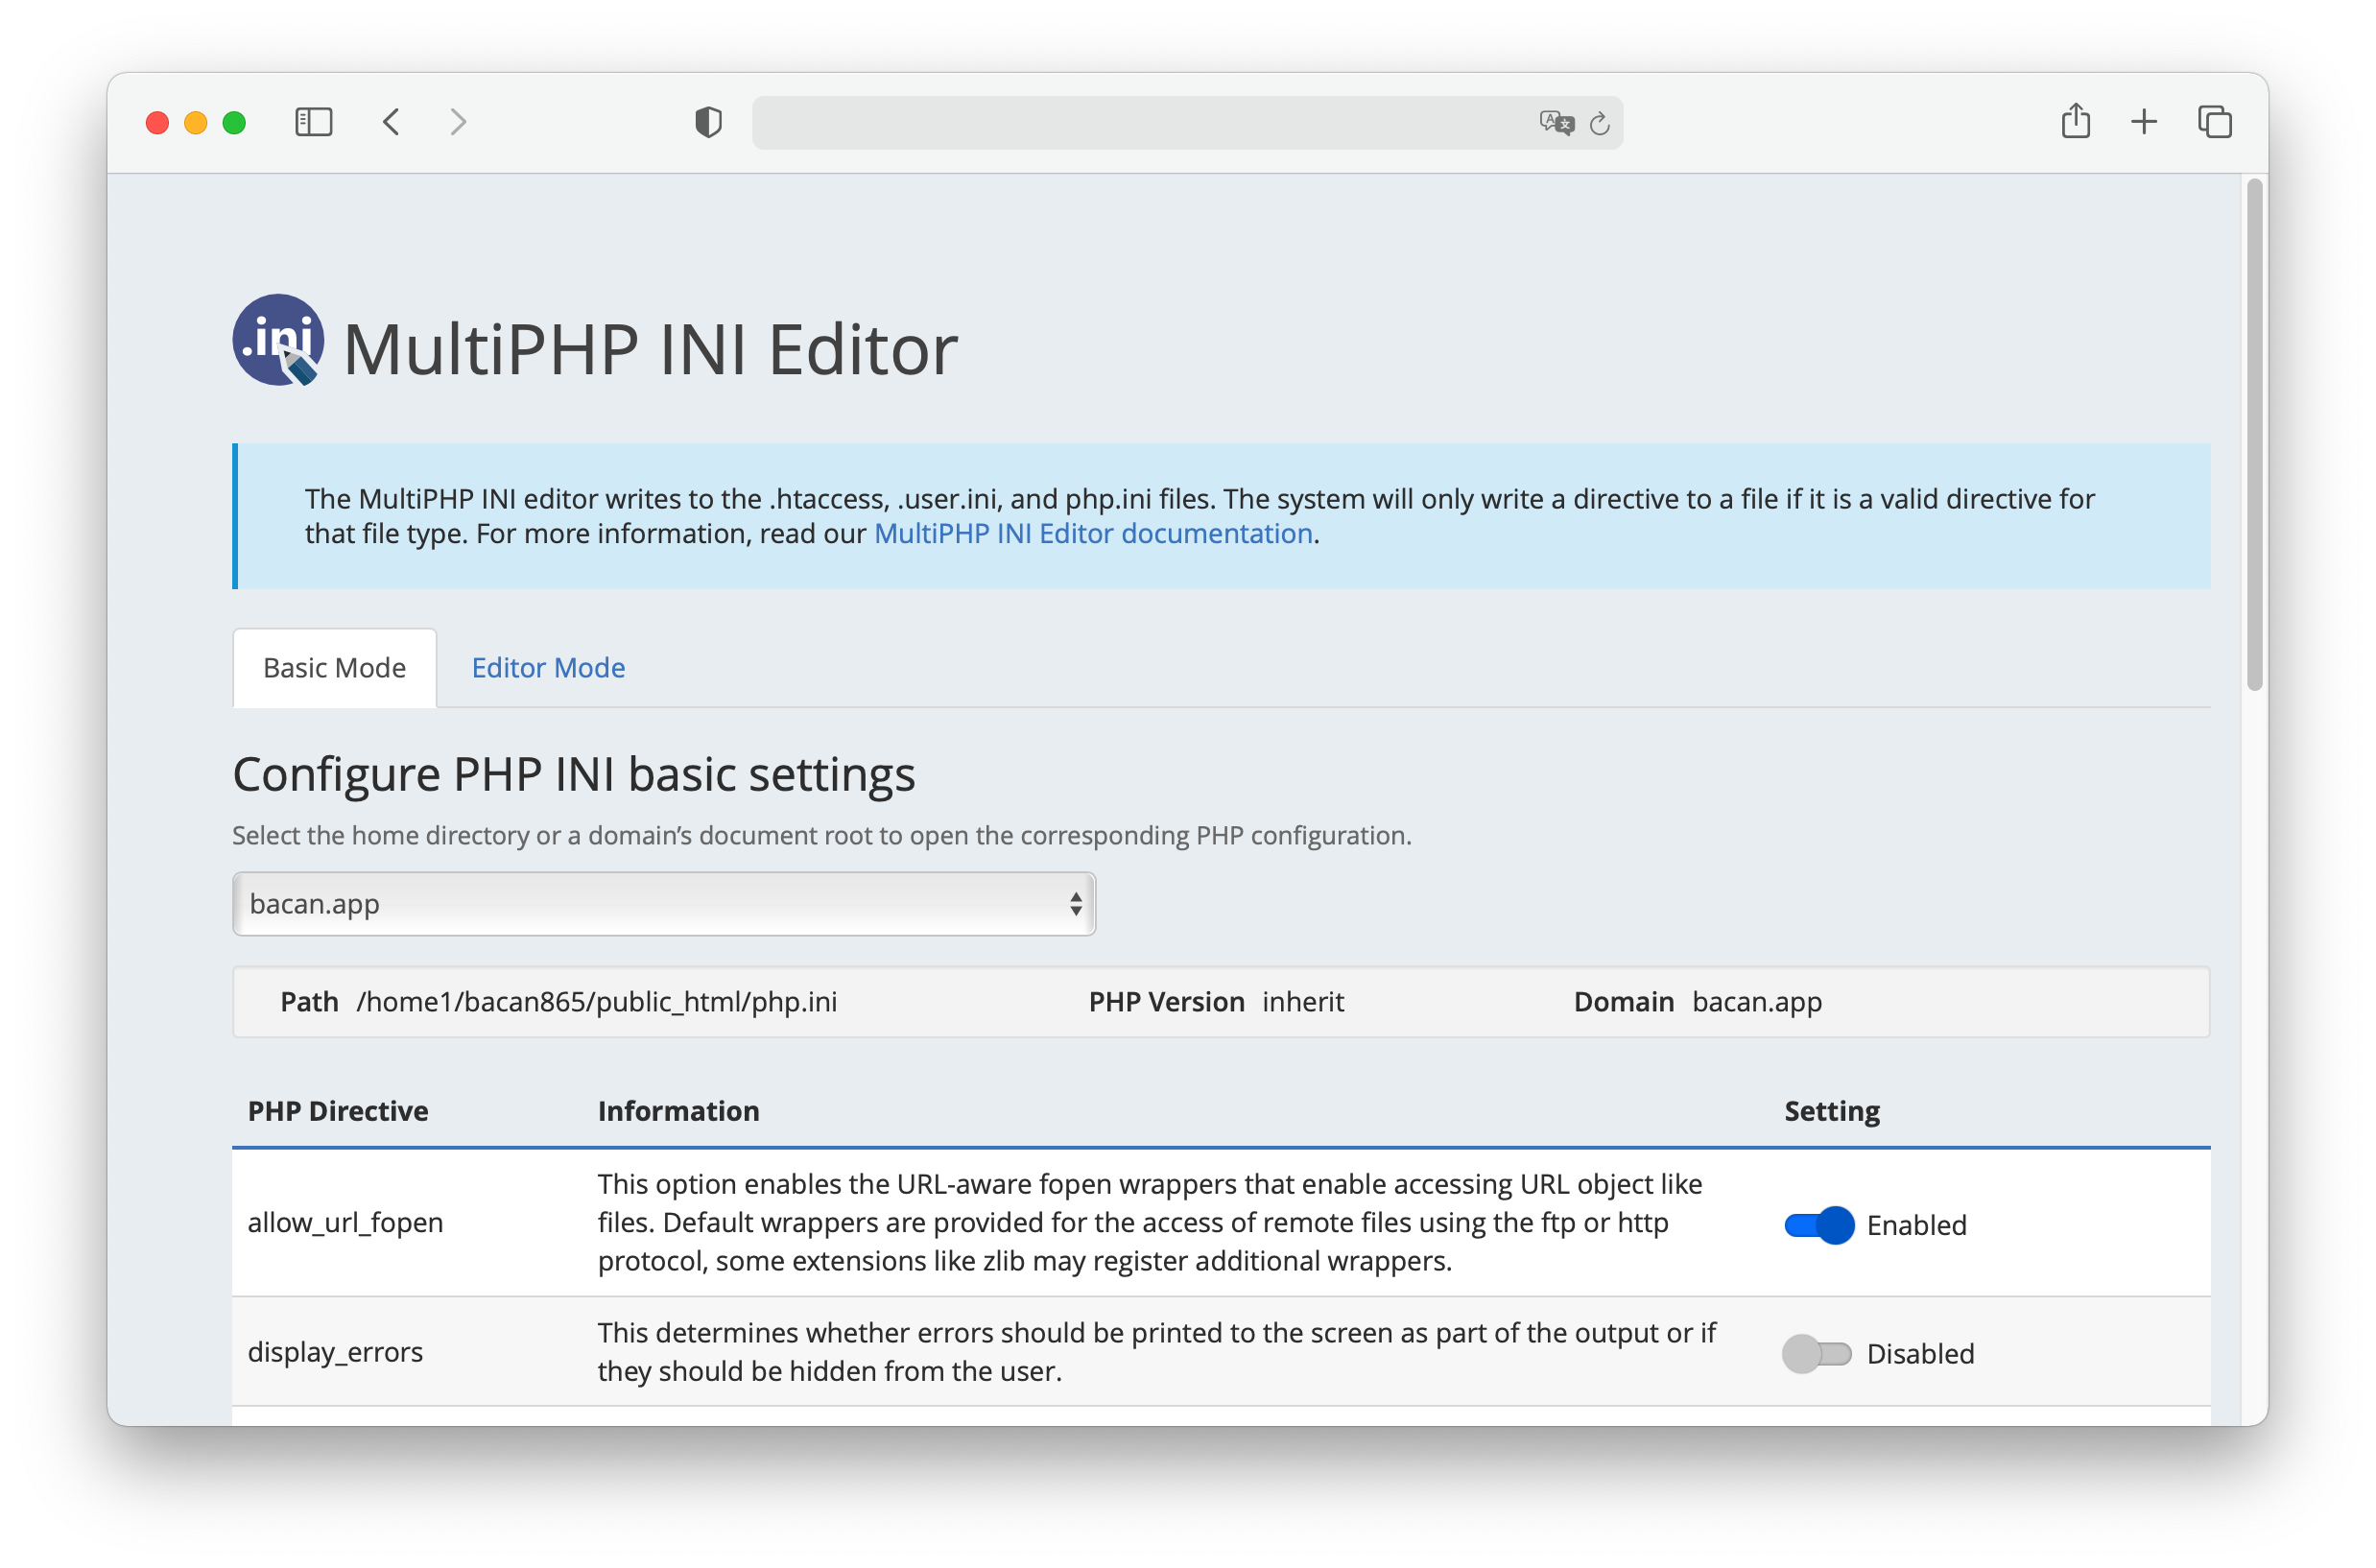 .ini
MultiPHP INI Editor
The MultiPHP INI editor writes to the .htaccess, .user.ini, and php.ini files. The system will only write a directive to a file if it is a valid directive for
that file type. For more information, read our MultiPHP INI Editor documentation.
Basic Mode Editor Mode
Configure PHP INI basic settings
Select the home directory or a domain’s document root to open the corresponding PHP configuration.
bacan.app
Path /home1/bacan865/public_html/php.ini PHP Version inherit Domain bacan.app
PHP Directive Information Setting
allow_url_fopen
This option enables the URL-aware fopen wrappers that enable accessing URL object like
files. Default wrappers are provided for the access of remote files using the ftp or http
protocol, some extensions like zlib may register additional wrappers.
Enabled
display_errors
This determines whether errors should be printed to the screen as part of the output or if
they should be hidden from the user.
Disabled